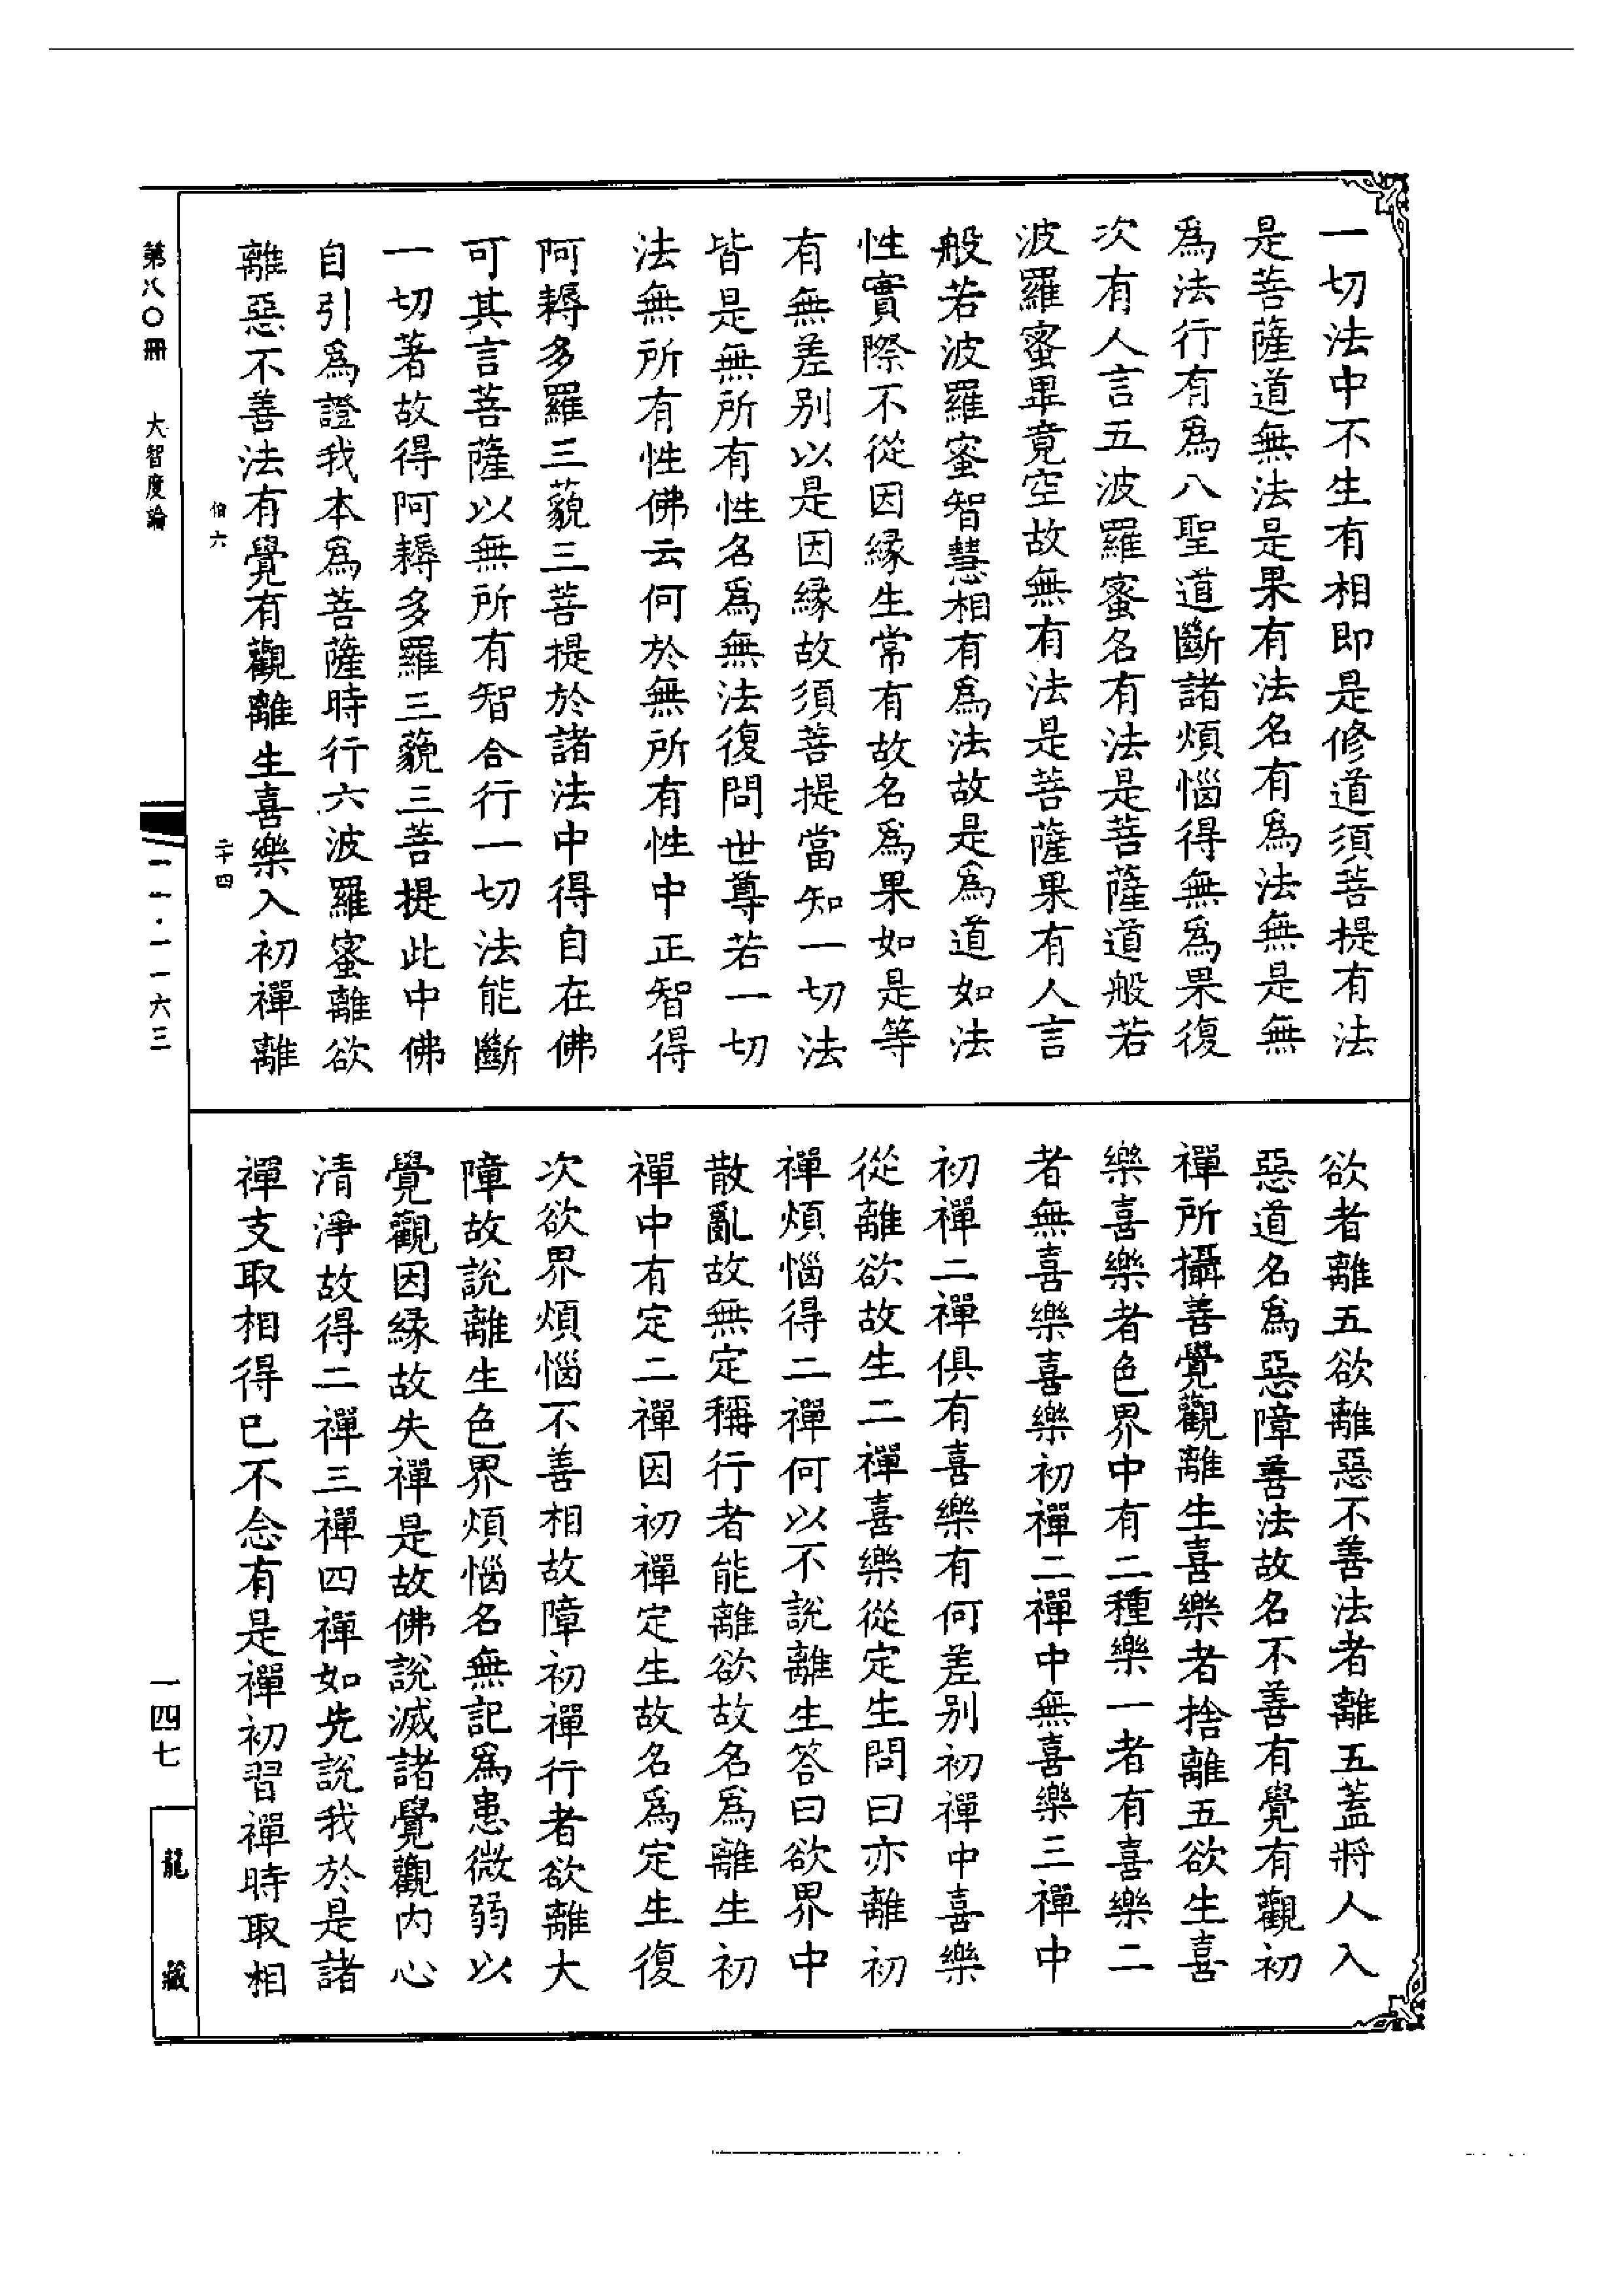 一切法中不生有相即是修道須菩提有法
是菩薩道無法是果有法名有為法無是無
為法行有為八聖道斷諸煩惱得無為果復
次有人言五波羅蜜名有法是菩薩道般若
波羅蜜畢竟空故無有法是菩薩果有人言
般若波羅蜜智慧相有為法故是為道如法
性實際不從因緣生常有故名為果如是等
有無差別以是因緣故須菩提當知一切法
皆是無所有性名為無法復問世尊若一切
法無所有性佛云何於無所有性中正智得
阿耨多羅三藐三菩提於諸法中得自在佛
可其言菩薩以無所有智合行一切法能斷
一切著故得阿耨多羅三藐三菩提此中佛
自引為證我本為菩薩時行六波羅蜜離欲
離惡不善法有覺有觀離生喜樂入初禪離
欲者離五欲離惡不善法者離五蓋將人入
惡道名為惡障善法故名不善有覺有觀初
禪所攝善覺觀離生喜樂者捨離五欲生喜
樂喜樂者色界中有二種樂一者有喜樂二
者無喜樂喜樂初禪二禪中無喜樂三禪中
初禪二禪俱有喜樂有何差別初禪中喜樂
從離欲故生二禪喜樂從定生問曰亦離初
禪煩惱得二禪何以不說離生答曰欲界中
散亂故無定稱行者能離欲故名為離生初
禪中有定二禪因初禪定生故名為定生復
次欲界煩惱不善相故障初禪行者欲離大
障故說離生色界煩惱名無記為患微弱以
覺觀因緣故失禪是故佛說滅諸覺觀內心
清淨故得二禪三禪四禪如先說我於是諸
禪支取相得已不念有是禪初習禪時取相
伯六
二十四
第八〇冊 大智度論
一一·一一六三
一四七
龍藏